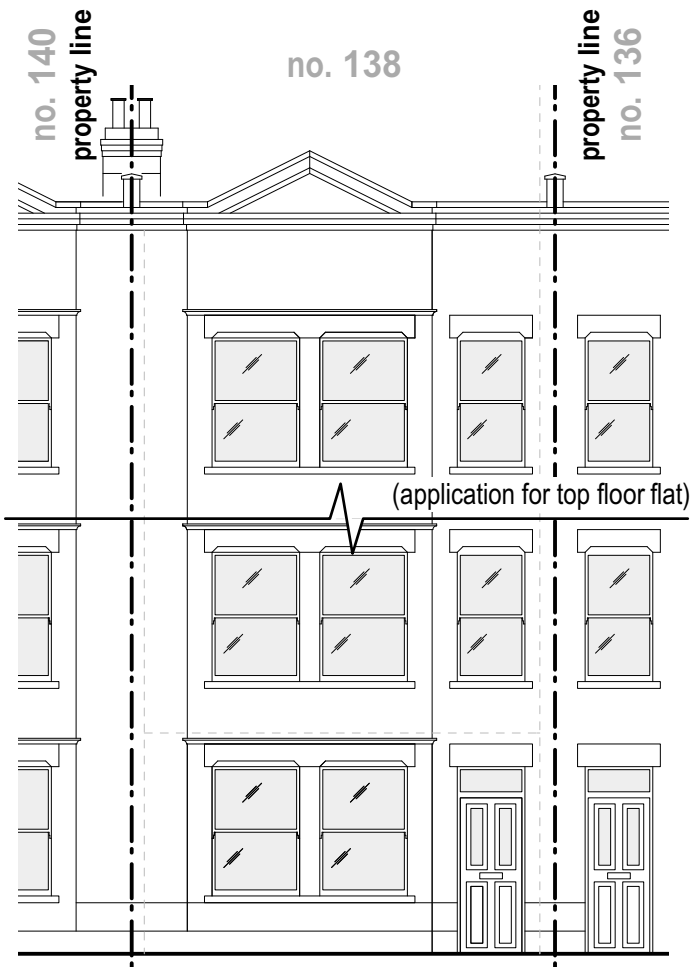 no. 140
property line
no. 138
property line
no. 136
(application for top floor flat)